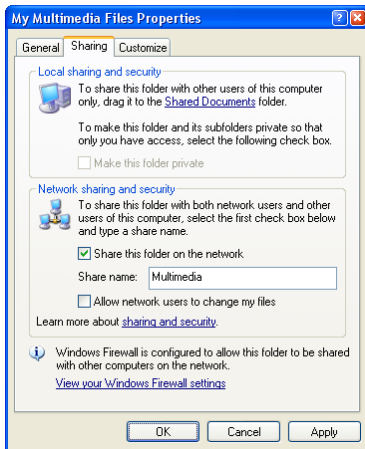 My Multimedia Files Properties
General Sharing Customize
Local sharing and security
To share this folder with other users of this computer
only, drag it to the Shared Documents folder.
To make this folder and its subfolders private so that
only you have access, select the following check box.
Make this folder private
Network sharing and security
To share this folder with both network users and other
users of this computer, select the first check box below
and type a share name.
Share this folder on the network
Share name: Multimedia
Allow network users to change my files
Learn more about sharing and security.
Windows Firewall is configured to allow this folder to be shared
with other computers on the network.
View your Windows Firewall settings
OK Cancel Apply